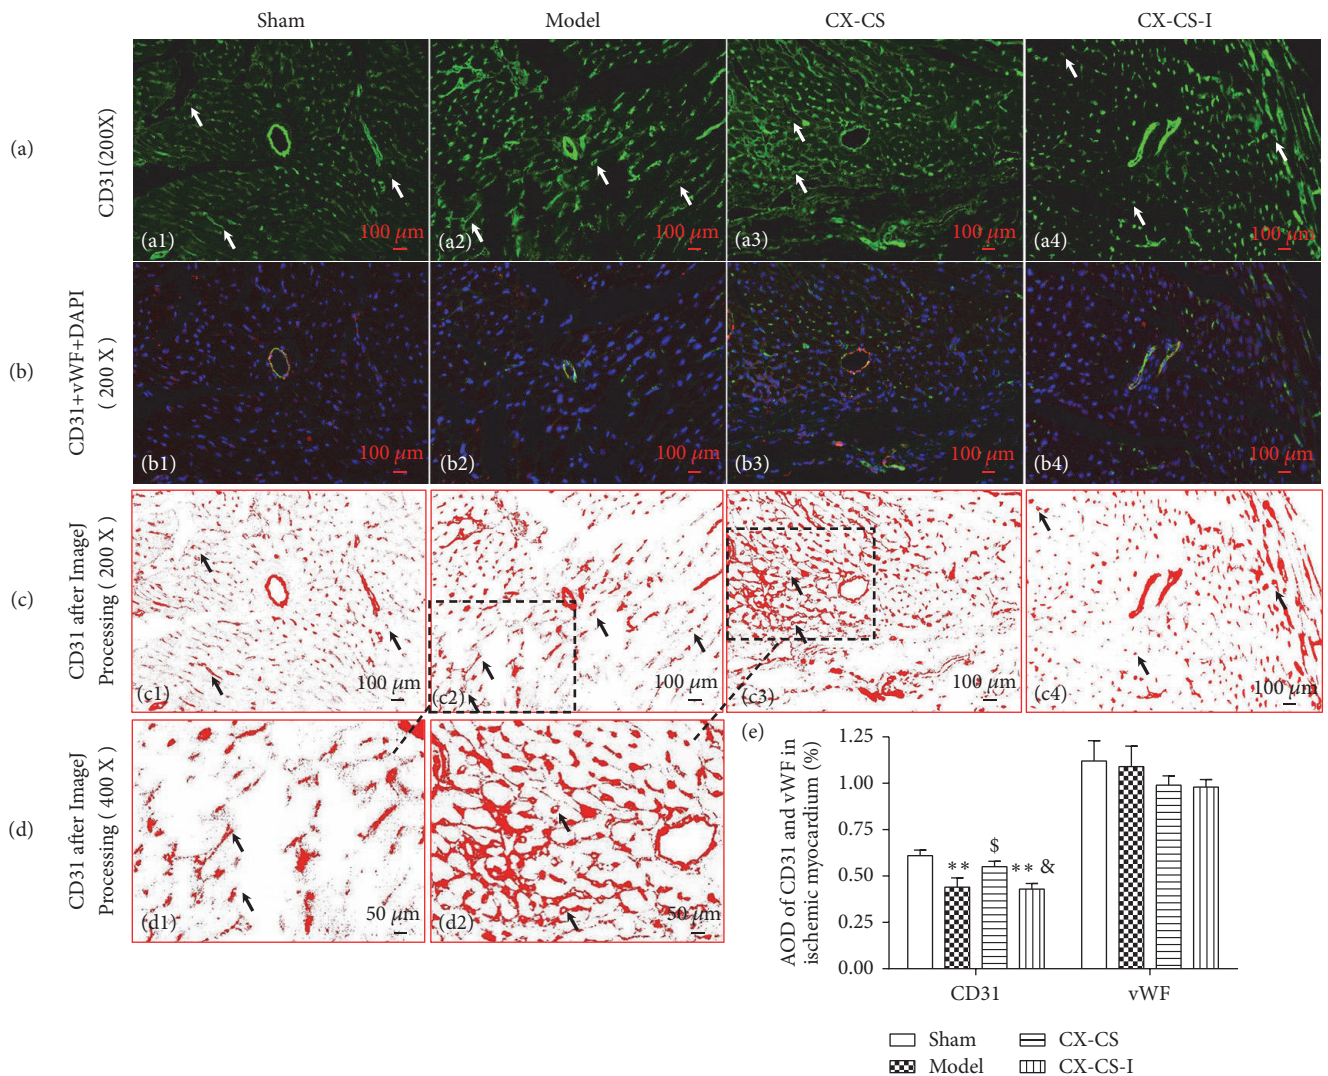 Sham Model CX-CS CX-CS-I
(a)
CD31(200X)
(a1) 100 μm (a2) 100 μm (a3) 100 μm (a4) 100 μm
(b)
CD31+vWF+DAPI
( 200 X )
(b1) 100 μm (b2) 100 μm (b3) 100 μm (b4) 100 μm
(c)
CD31 after ImageJ
Processing ( 200 X )
(c1) 100 μm (c2) 100 μm (c3) 100 μm (c4) 100 μm
(d)
CD31 after ImageJ
Processing ( 400 X )
(d1) 50 μm (d2) 50 μm
(e)
AOD of CD31 and vWF in
ischemic myocardium (%)
1.25
1.00
0.75
0.50
0.25
0.00
** $ ** &
CD31 vWF
Sham CX-CS
Model CX-CS-I